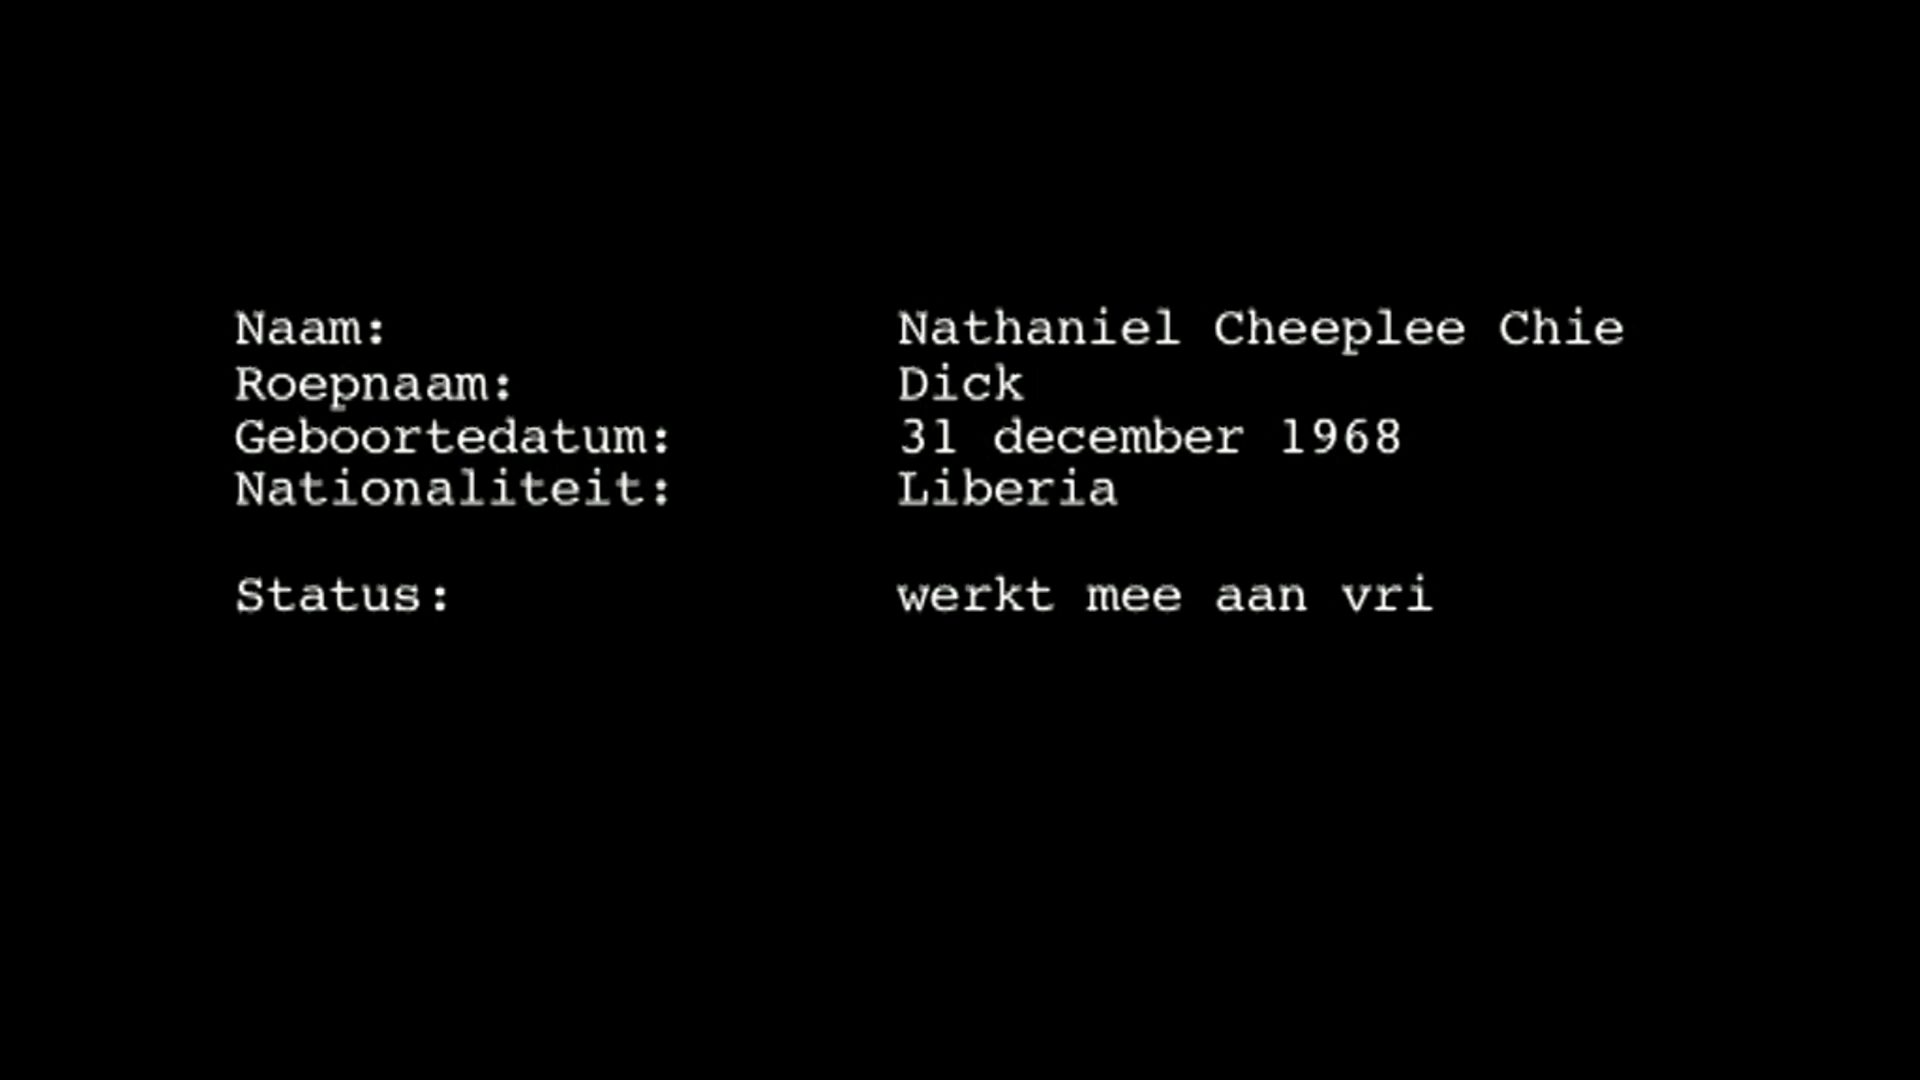 Naam: Nathaniel Cheeplee Chie
Roepnaam: Dick
Geboortedatum: 31 december 1968
Nationaliteit: Liberia
Status: werkt mee aan vri